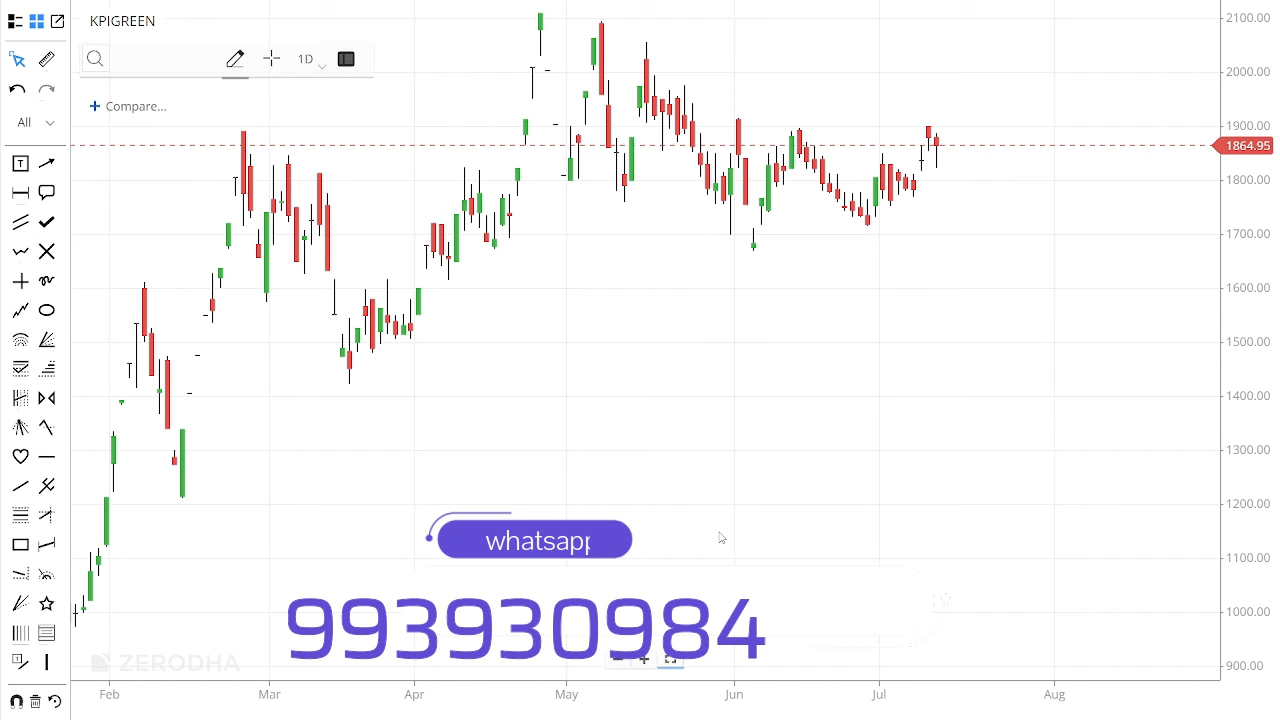 KPIGREEN
1D
+ Compare...
All
T
2100.00
2000.00
1900.00
1864.95
1800.00
1700.00
1600.00
1500.00
1400.00
1300.00
1200.00
1100.00
1000.00
900.00
whatsapp
993930984
ZERODHA
Feb Mar Apr May Jun Jul Aug